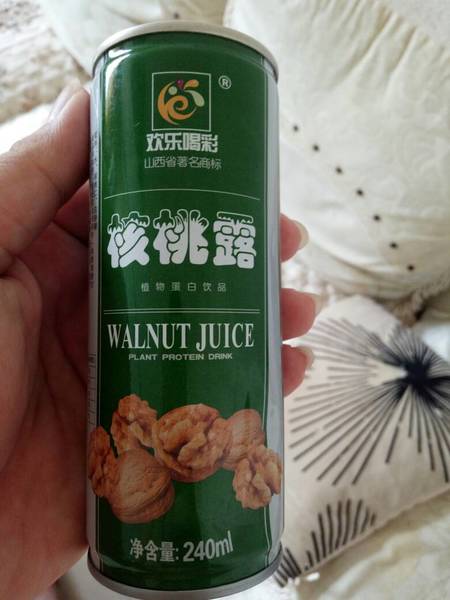 ®
欢乐喝彩
山西省著名商标
核桃露
植物蛋白饮品
WALNUT JUICE
PLANT PROTEIN DRINK
净含量:240ml